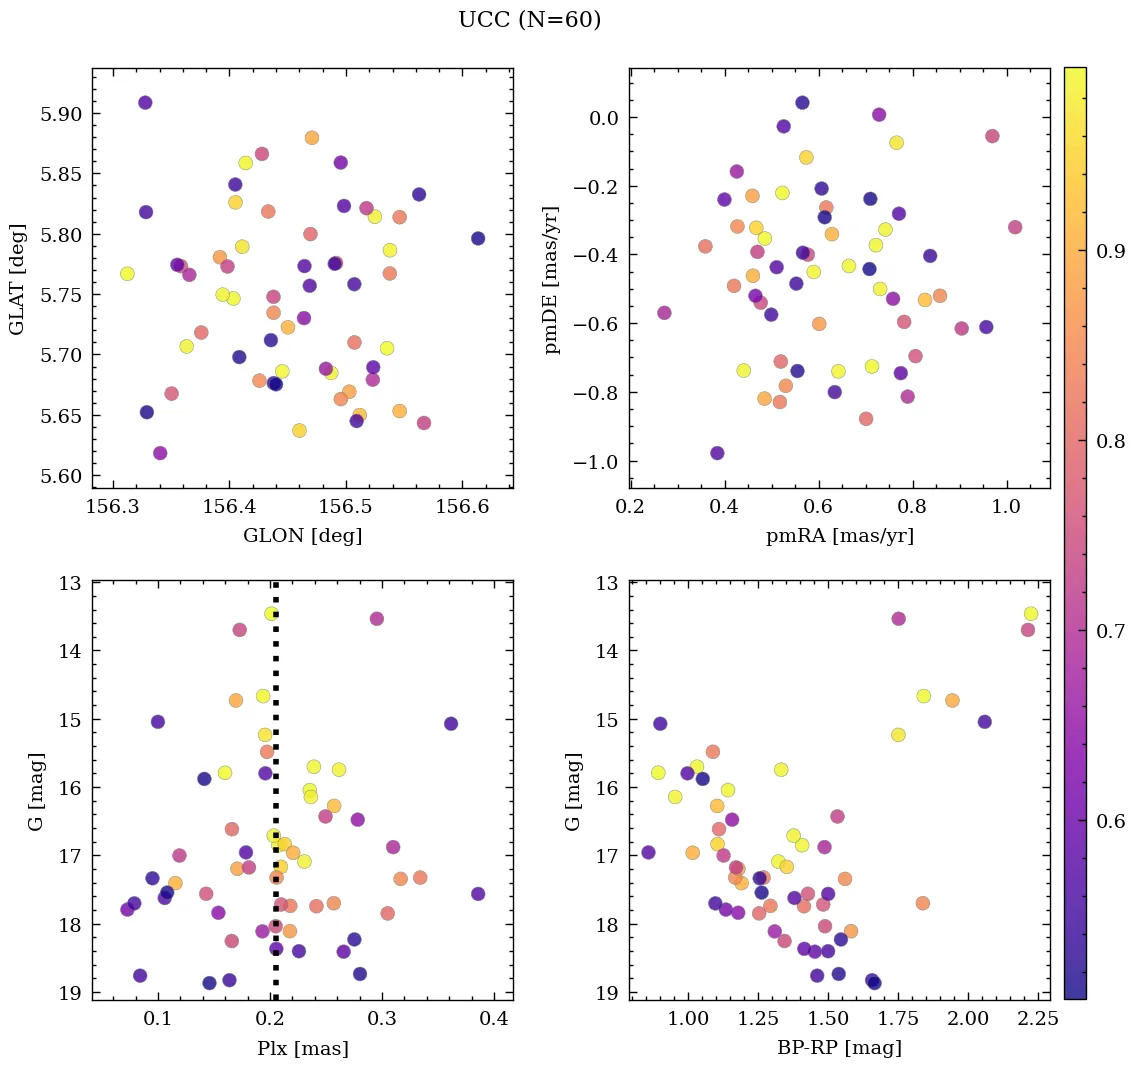 UCC (N=60)
5.90
5.85
5.80
5.75
5.70
5.65
5.60
GLAT [deg]
156.3 156.4 156.5 156.6
GLON [deg]
0.0
−0.2
−0.4
−0.6
−0.8
−1.0
pmDE [mas/yr]
0.2 0.4 0.6 0.8 1.0
pmRA [mas/yr]
0.9
0.8
0.7
0.6
13
14
15
16
17
18
19
G [mag]
0.1 0.2 0.3 0.4
Plx [mas]
13
14
15
16
17
18
19
G [mag]
1.00 1.25 1.50 1.75 2.00 2.25
BP-RP [mag]